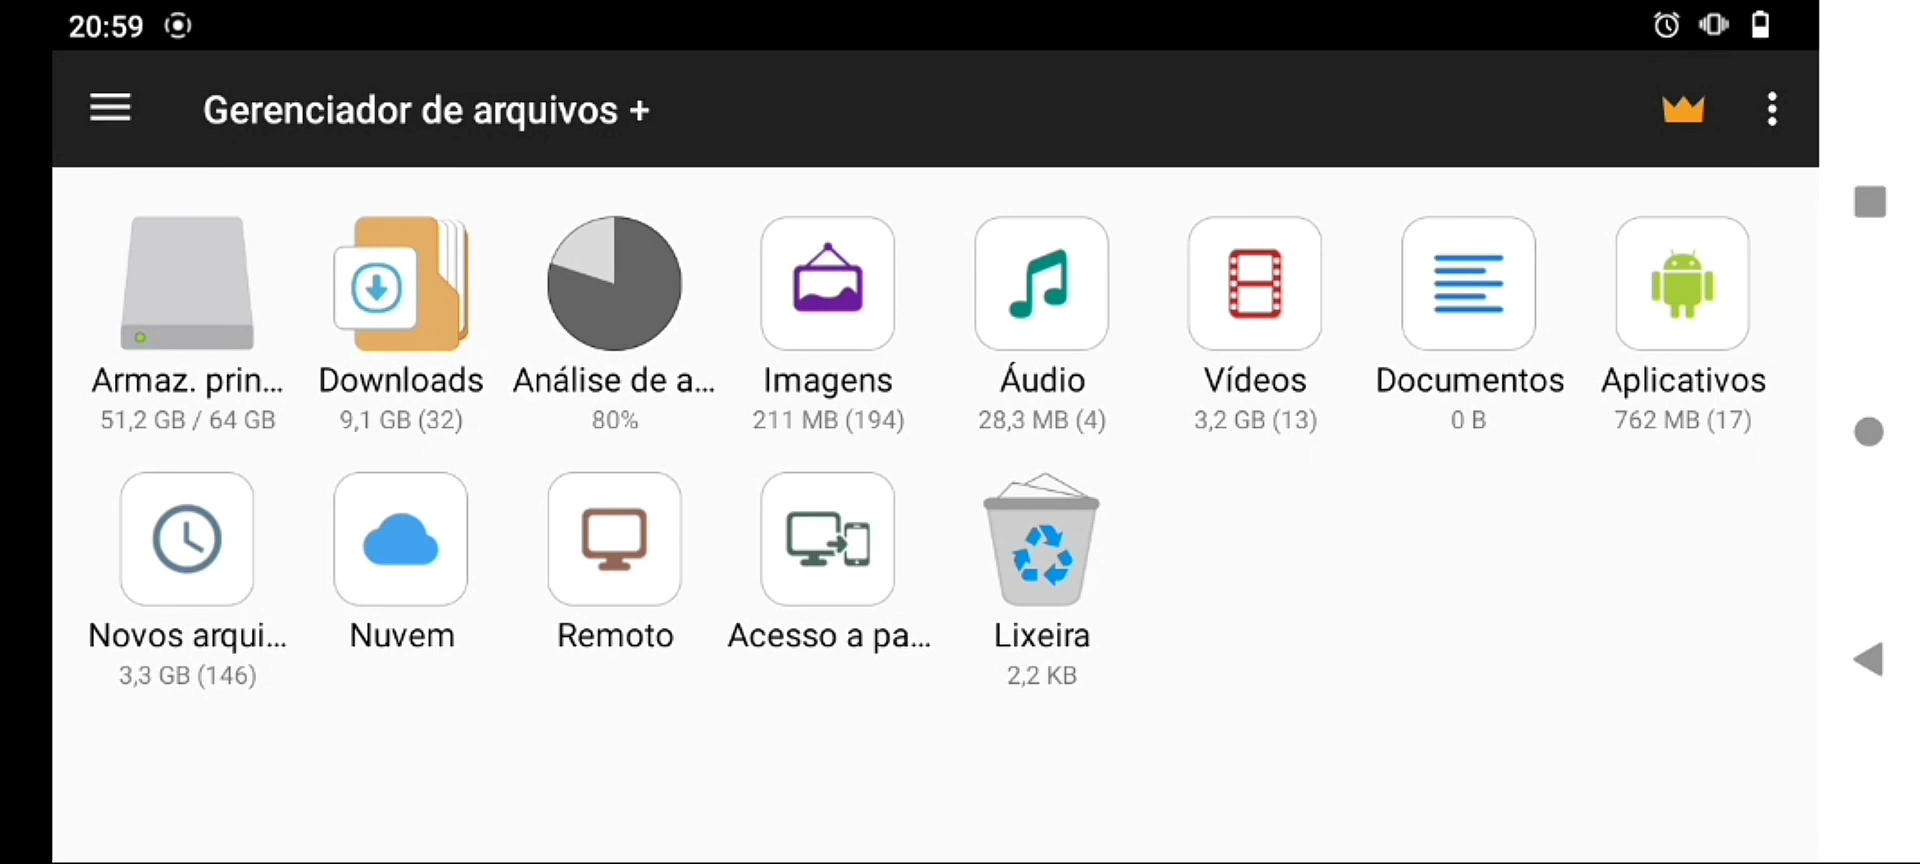 20:59
Gerenciador de arquivos +
Armaz. prin...
51,2 GB / 64 GB
Downloads
9,1 GB (32)
Análise de a...
80%
Imagens
211 MB (194)
Áudio
28,3 MB (4)
Vídeos
3,2 GB (13)
Documentos
0 B
Aplicativos
762 MB (17)
Novos arqui...
3,3 GB (146)
Nuvem
Remoto
Acesso a pa...
Lixeira
2,2 KB